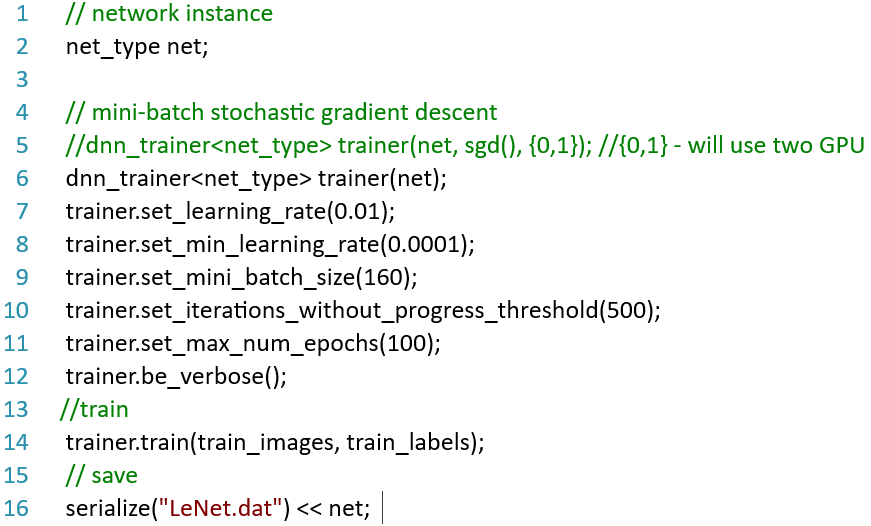 1 // network instance
2 net_type net;
3
4 // mini-batch stochastic gradient descent
5 //dnn_trainer<net_type> trainer(net, sgd(), {0,1}); //{0,1} - will use two GPU
6 dnn_trainer<net_type> trainer(net);
7 trainer.set_learning_rate(0.01);
8 trainer.set_min_learning_rate(0.0001);
9 trainer.set_mini_batch_size(160);
10 trainer.set_iterations_without_progress_threshold(500);
11 trainer.set_max_num_epochs(100);
12 trainer.be_verbose();
13 //train
14 trainer.train(train_images, train_labels);
15 // save
16 serialize("LeNet.dat") << net;